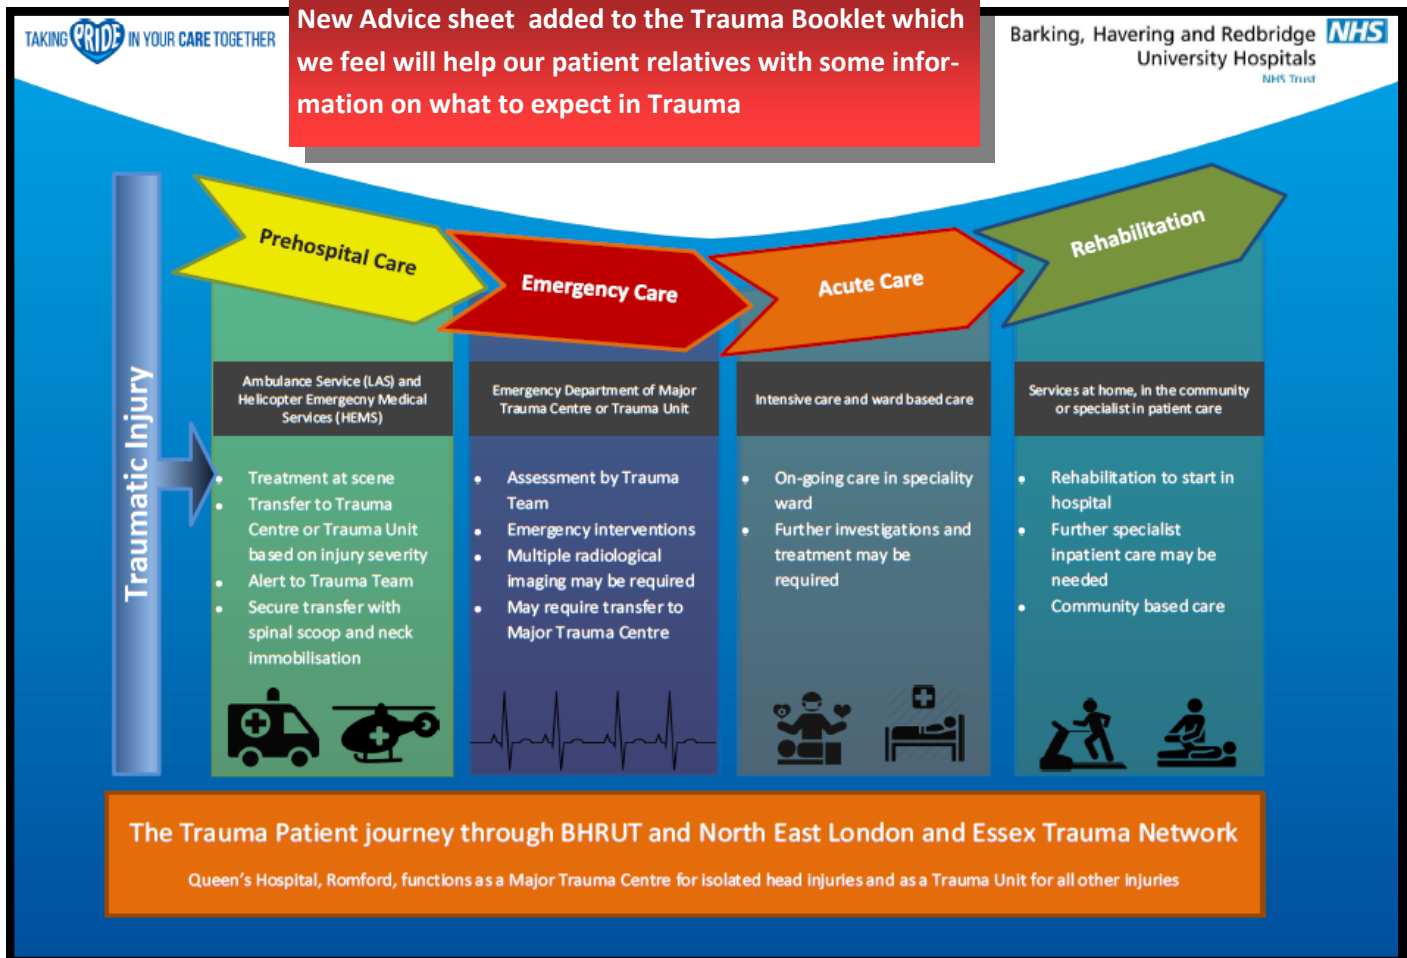 New Advice sheet added to the Trauma Booklet which
we feel will help our patient relatives with some infor-
mation on what to expect in Trauma
TAKING PRIDE IN YOUR CARE TOGETHER
Barking, Havering and Redbridge NHS
University Hospitals
NHS Trust
Traumatic Injury
Prehospital Care
Ambulance Service (LAS) and
Helicopter Emergecny Medical
Services (HEMS)
• Treatment at scene
• Transfer to Trauma
Centre or Trauma Unit
based on injury severity
• Alert to Trauma Team
• Secure transfer with
spinal scoop and neck
immobilisation
Emergency Care
Emergency Department of Major
Trauma Centre or Trauma Unit
• Assessment by Trauma
Team
• Emergency interventions
• Multiple radiological
imaging may be required
• May require transfer to
Major Trauma Centre
Acute Care
Intensive care and ward based care
• On-going care in speciality
ward
• Further investigations and
treatment may be
required
Rehabilitation
Services at home, in the community
or specialist in patient care
• Rehabilitation to start in
hospital
• Further specialist
inpatient care may be
needed
• Community based care
The Trauma Patient journey through BHRUT and North East London and Essex Trauma Network
Queen's Hospital, Romford, functions as a Major Trauma Centre for isolated head injuries and as a Trauma Unit for all other injuries